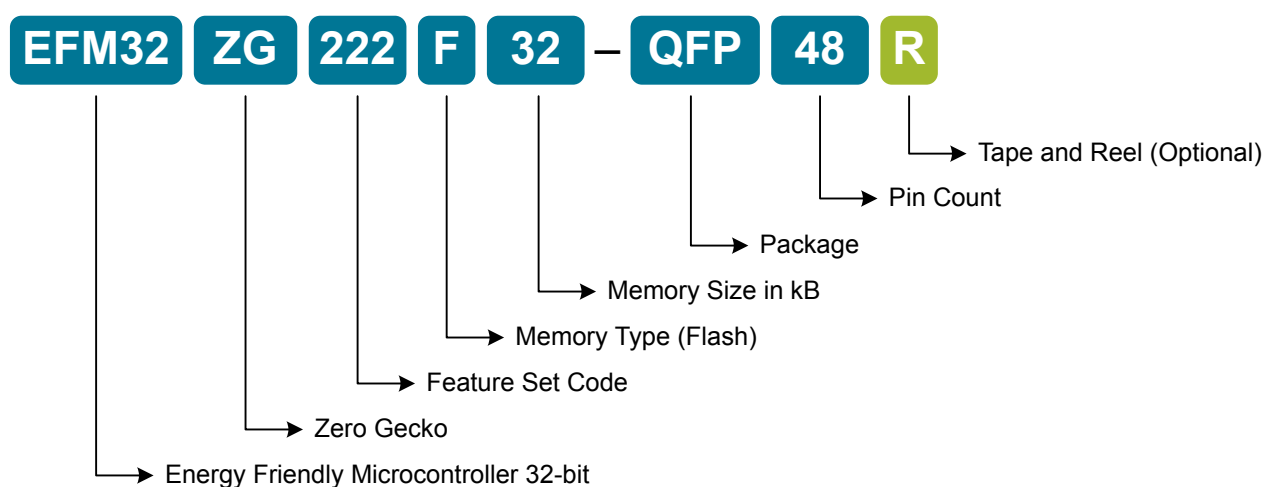 EFM32 ZG 222 F 32 – QFP 48 R
Tape and Reel (Optional)
Pin Count
Package
Memory Size in kB
Memory Type (Flash)
Feature Set Code
Zero Gecko
Energy Friendly Microcontroller 32-bit